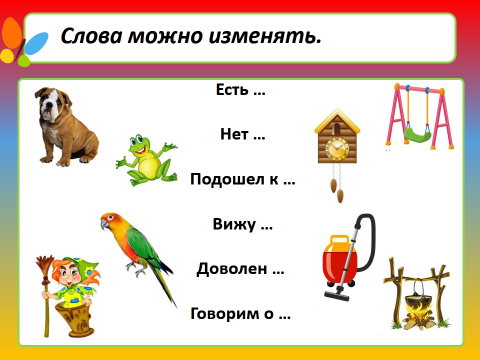 Слова можно изменять.
Есть ...
Нет ...
Подошел к ...
Вижу ...
Доволен ...
Говорим о ...